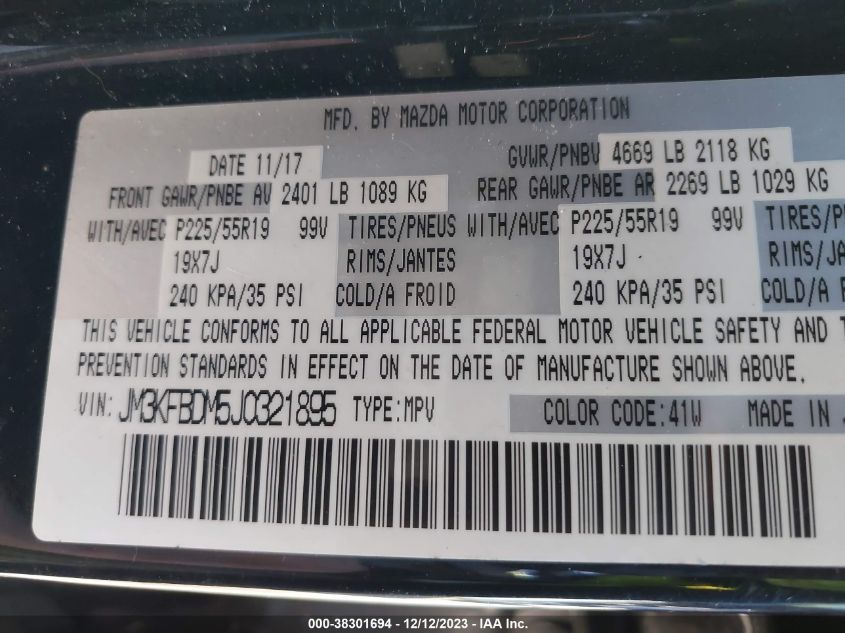 MFD. BY MAZDA MOTOR CORPORATION
DATE 11/17 GVWR/PNBV 4669 LB 2118 KG
FRONT GAWR/PNBE AV 2401 LB 1089 KG REAR GAWR/PNBE AR 2269 LB 1029 KG
WITH/AVEC P225/55R19 99V TIRES/PNEUS WITH/AVEC P225/55R19 99V TIRES/
19X7J RIMS/JANTES 19X7J RIMS/
240 KPA/35 PSI COLD/A FROID 240 KPA/35 PSI COLD/A
THIS VEHICLE CONFORMS TO ALL APPLICABLE FEDERAL MOTOR VEHICLE SAFETY AND
PREVENTION STANDARDS IN EFFECT ON THE DATE OF MANUFACTURE SHOWN ABOVE.
VIN: JM3KFBDM5J0321895 TYPE:MPV COLOR CODE:41W MADE IN
000-38301694 - 12/12/2023 - IAA Inc.